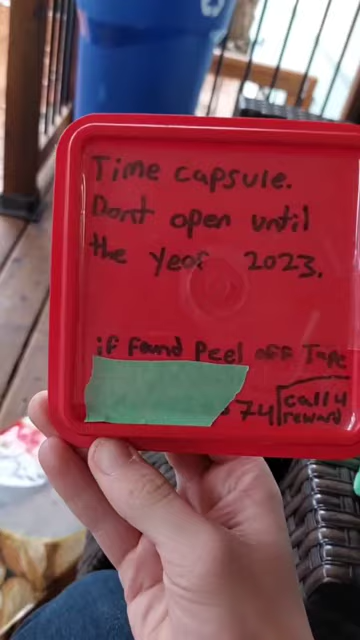 Time capsule.
Dont open until
the year 2023.
if found Peel off Tape
74 call 4
reward